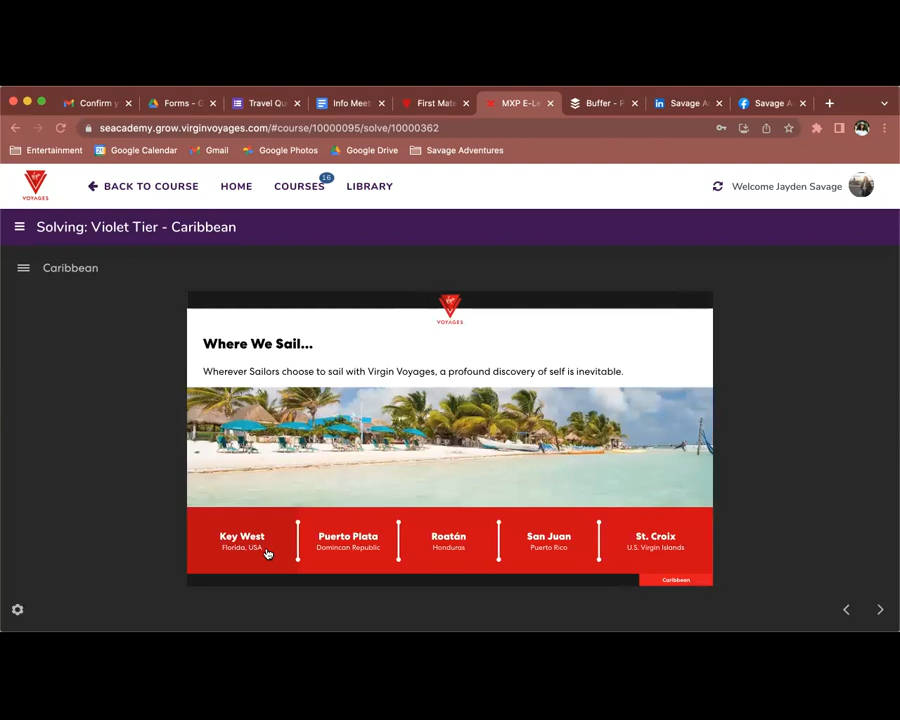 Confirm y
Forms - G
Travel Qu
Info Meet
First Mate
MXP E-Le
Buffer - P
Savage A
Savage A
seacademy.grow.virginvoyages.com/#course/10000095/solve/10000362
Entertainment
Google Calendar
Gmail
Google Photos
Google Drive
Savage Adventures
VOYAGES
BACK TO COURSE
HOME
COURSES
16
LIBRARY
Welcome Jayden Savage
Solving: Violet Tier - Caribbean
Caribbean
VOYAGES
Where We Sail...
Wherever Sailors choose to sail with Virgin Voyages, a profound discovery of self is inevitable.
Key West
Florida, USA
Puerto Plata
Domincan Republic
Roatán
Honduras
San Juan
Puerto Rico
St. Croix
U.S. Virgin Islands
Caribbean